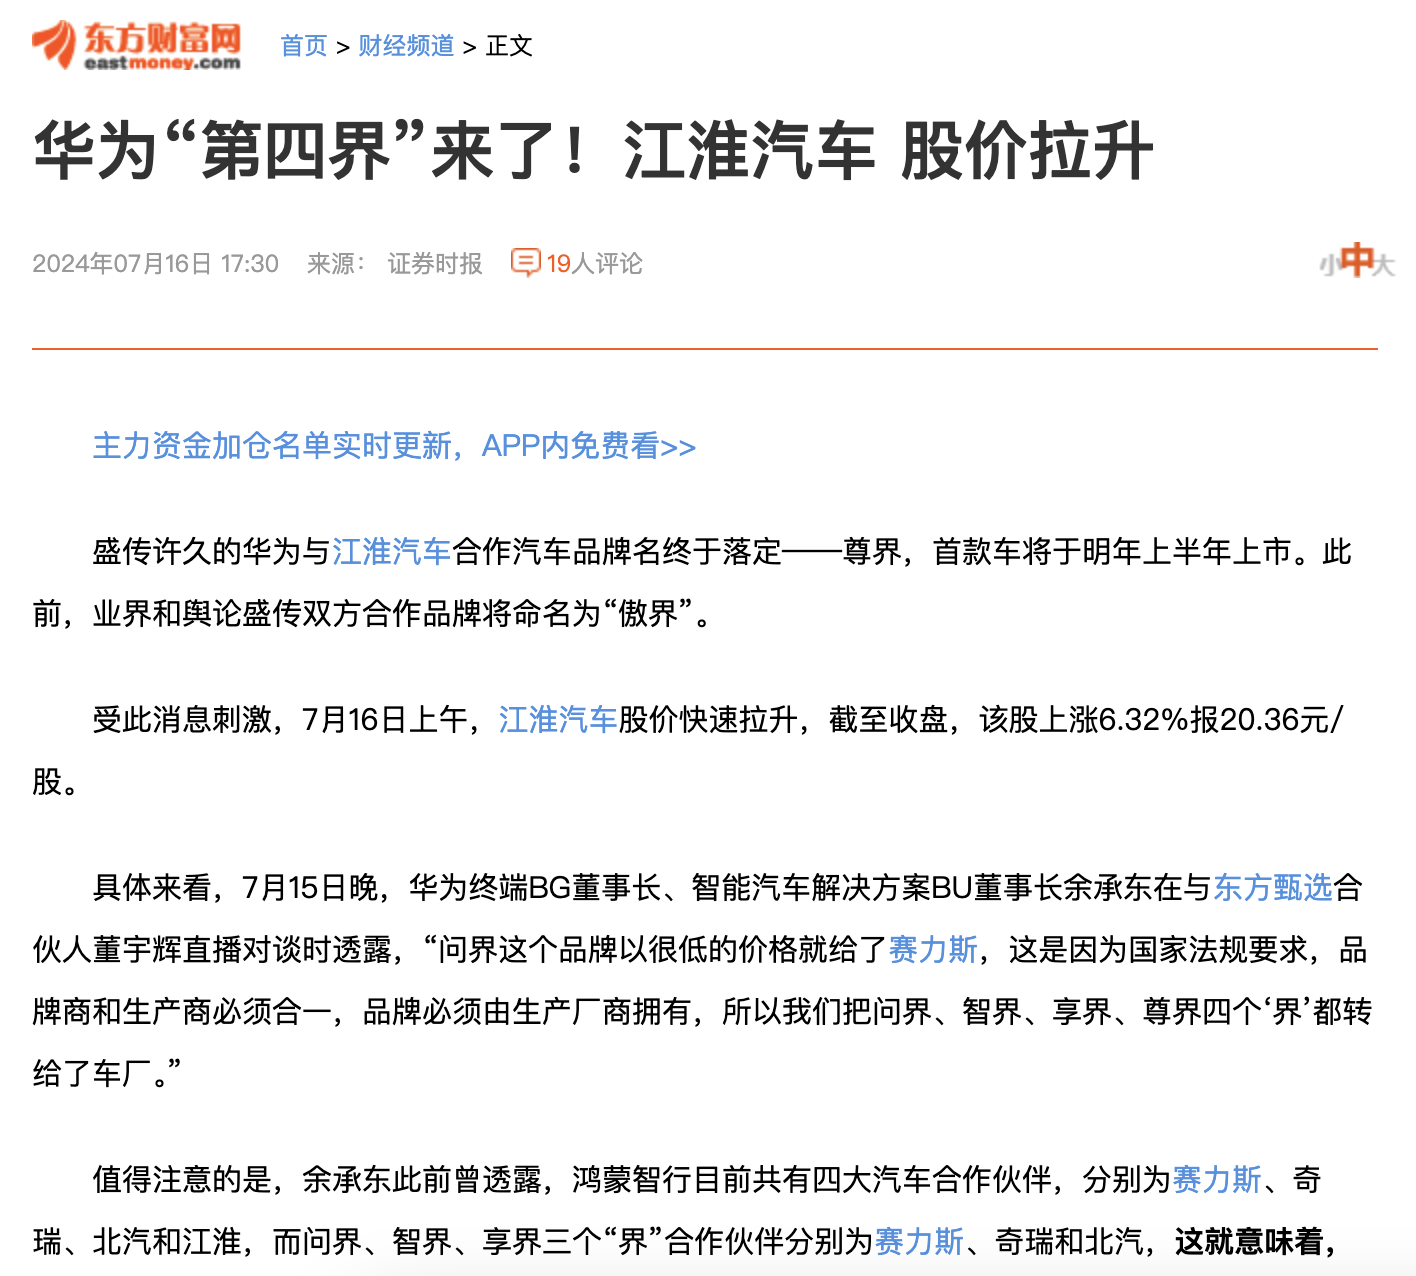 东方财富网
eastmoney.com
首页 > 财经频道 > 正文
华为“第四界”来了！江淮汽车 股价拉升
2024年07月16日 17:30 来源： 证券时报 19人评论
小中大
主力资金加仓名单实时更新，APP内免费看>>
盛传许久的华为与江淮汽车合作汽车品牌名终于落定——尊界，首款车将于明年上半年上市。此
前，业界和舆论盛传双方合作品牌将命名为“傲界”。
受此消息刺激，7月16日上午，江淮汽车股价快速拉升，截至收盘，该股上涨6.32%报20.36元/
股。
具体来看，7月15日晚，华为终端BG董事长、智能汽车解决方案BU董事长余承东在与东方甄选合
伙人董宇辉直播对谈时透露，“问界这个品牌以很低的价格就给了赛力斯，这是因为国家法规要求，品
牌商和生产商必须合一，品牌必须由生产厂商拥有，所以我们把问界、智界、享界、尊界四个‘界’都转
给了车厂。”
值得注意的是，余承东此前曾透露，鸿蒙智行目前共有四大汽车合作伙伴，分别为赛力斯、奇
瑞、北汽和江淮，而问界、智界、享界三个“界”合作伙伴分别为赛力斯、奇瑞和北汽，这就意味着，